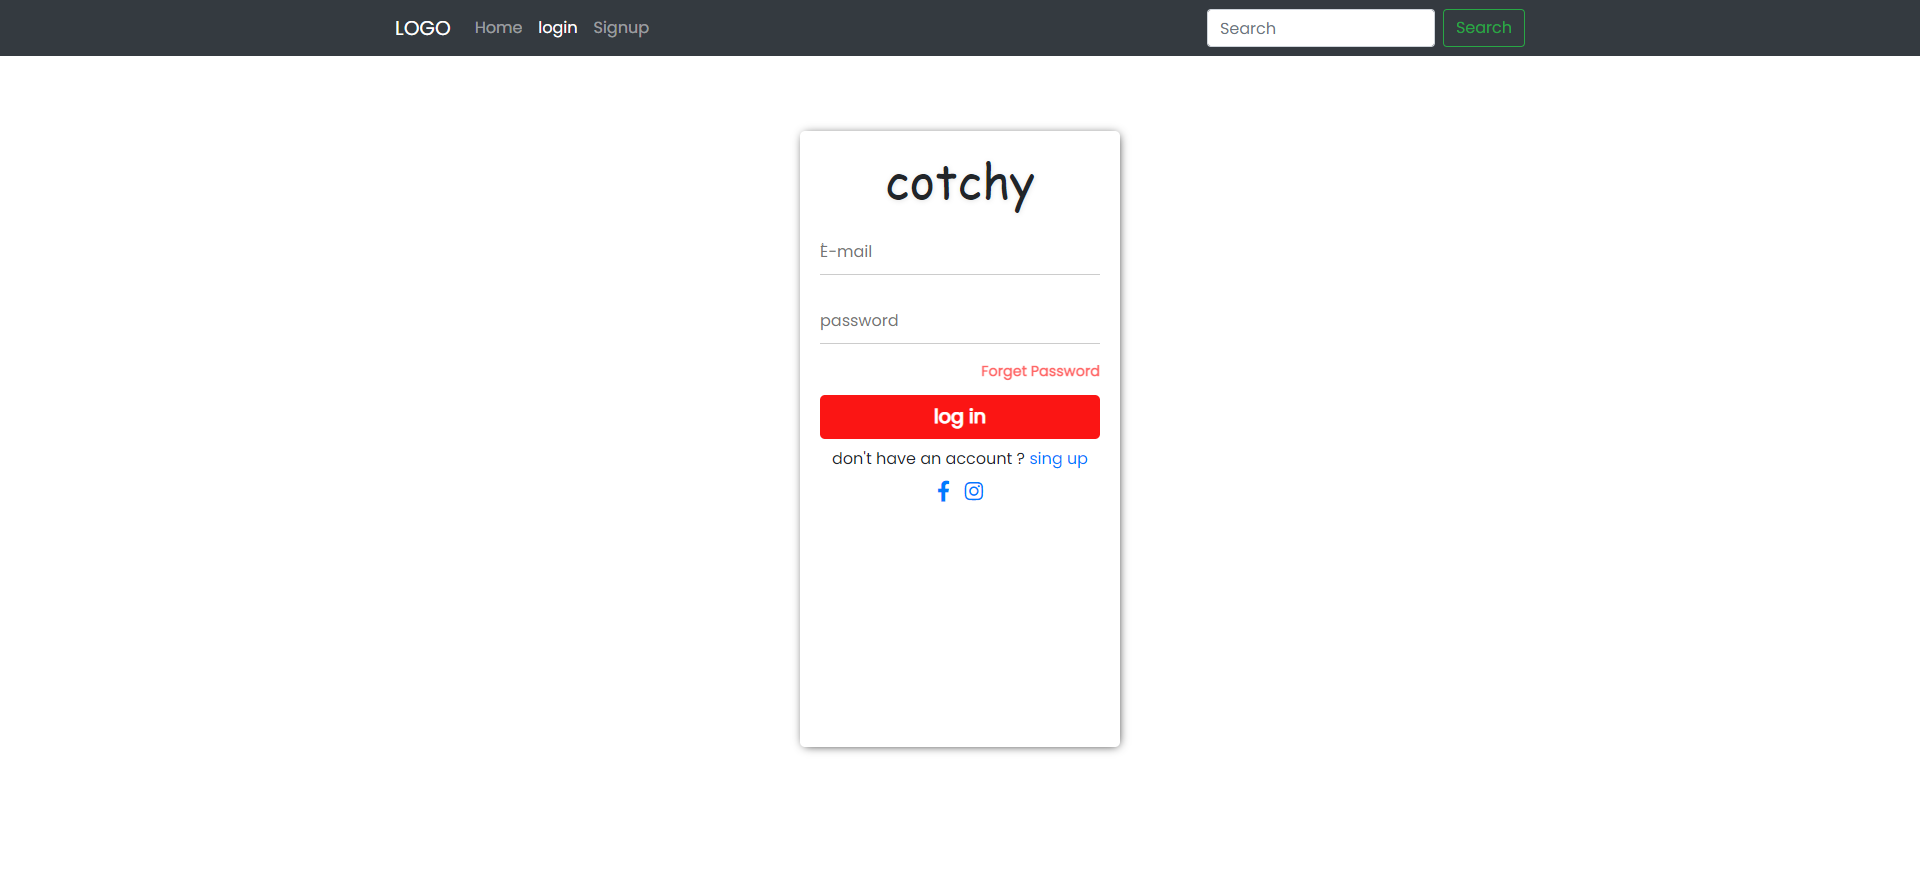 LOGO Home login Signup Search Search
cotchy
E-mail
password
Forget Password
log in
don't have an account ? sing up